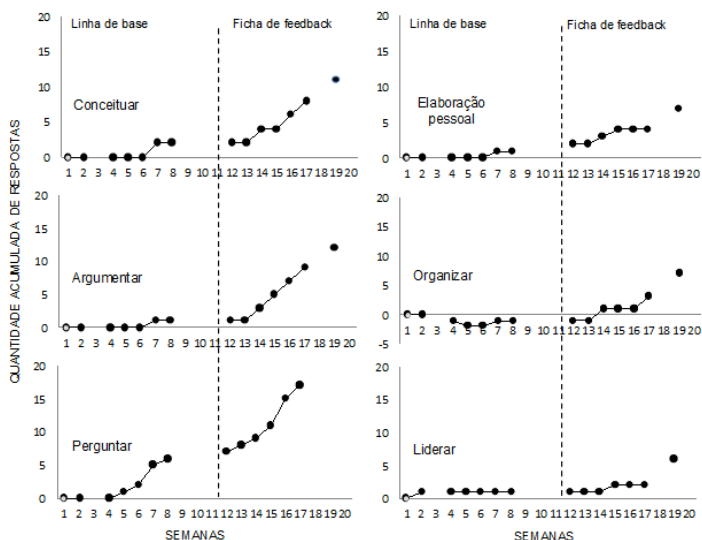 QUANTIDADE ACUMULADA DE RESPOSTAS
Linha de base Ficha de feedback
20
15
10
5
0
Conceituar
1 2 3 4 5 6 7 8 9 10 11 12 13 14 15 16 17 18 19 20
20
15
10
5
0
Argumentar
1 2 3 4 5 6 7 8 9 10 11 12 13 14 15 16 17 18 19 20
20
15
10
5
0
Perguntar
1 2 3 4 5 6 7 8 9 10 11 12 13 14 15 16 17 18 19 20
SEMANAS
Linha de base Ficha de feedback
20
15
10
5
0
Elaboração
pessoal
1 2 3 4 5 6 7 8 9 10 11 12 13 14 15 16 17 18 19 20
20
15
10
5
0
-5
Organizar
1 2 3 4 5 6 7 8 9 10 11 12 13 14 15 16 17 18 19 20
20
15
10
5
0
Liderar
1 2 3 4 5 6 7 8 9 10 11 12 13 14 15 16 17 18 19 20
SEMANAS